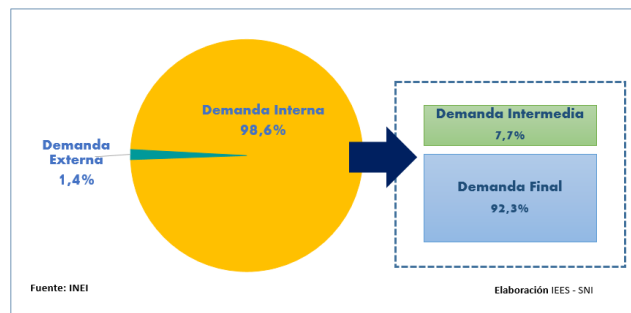 Demanda Interna
98,6%
Demanda
Externa
1,4%
Demanda Intermedia
7,7%
Demanda Final
92,3%
Fuente: INEI
Elaboración IEES - SNI